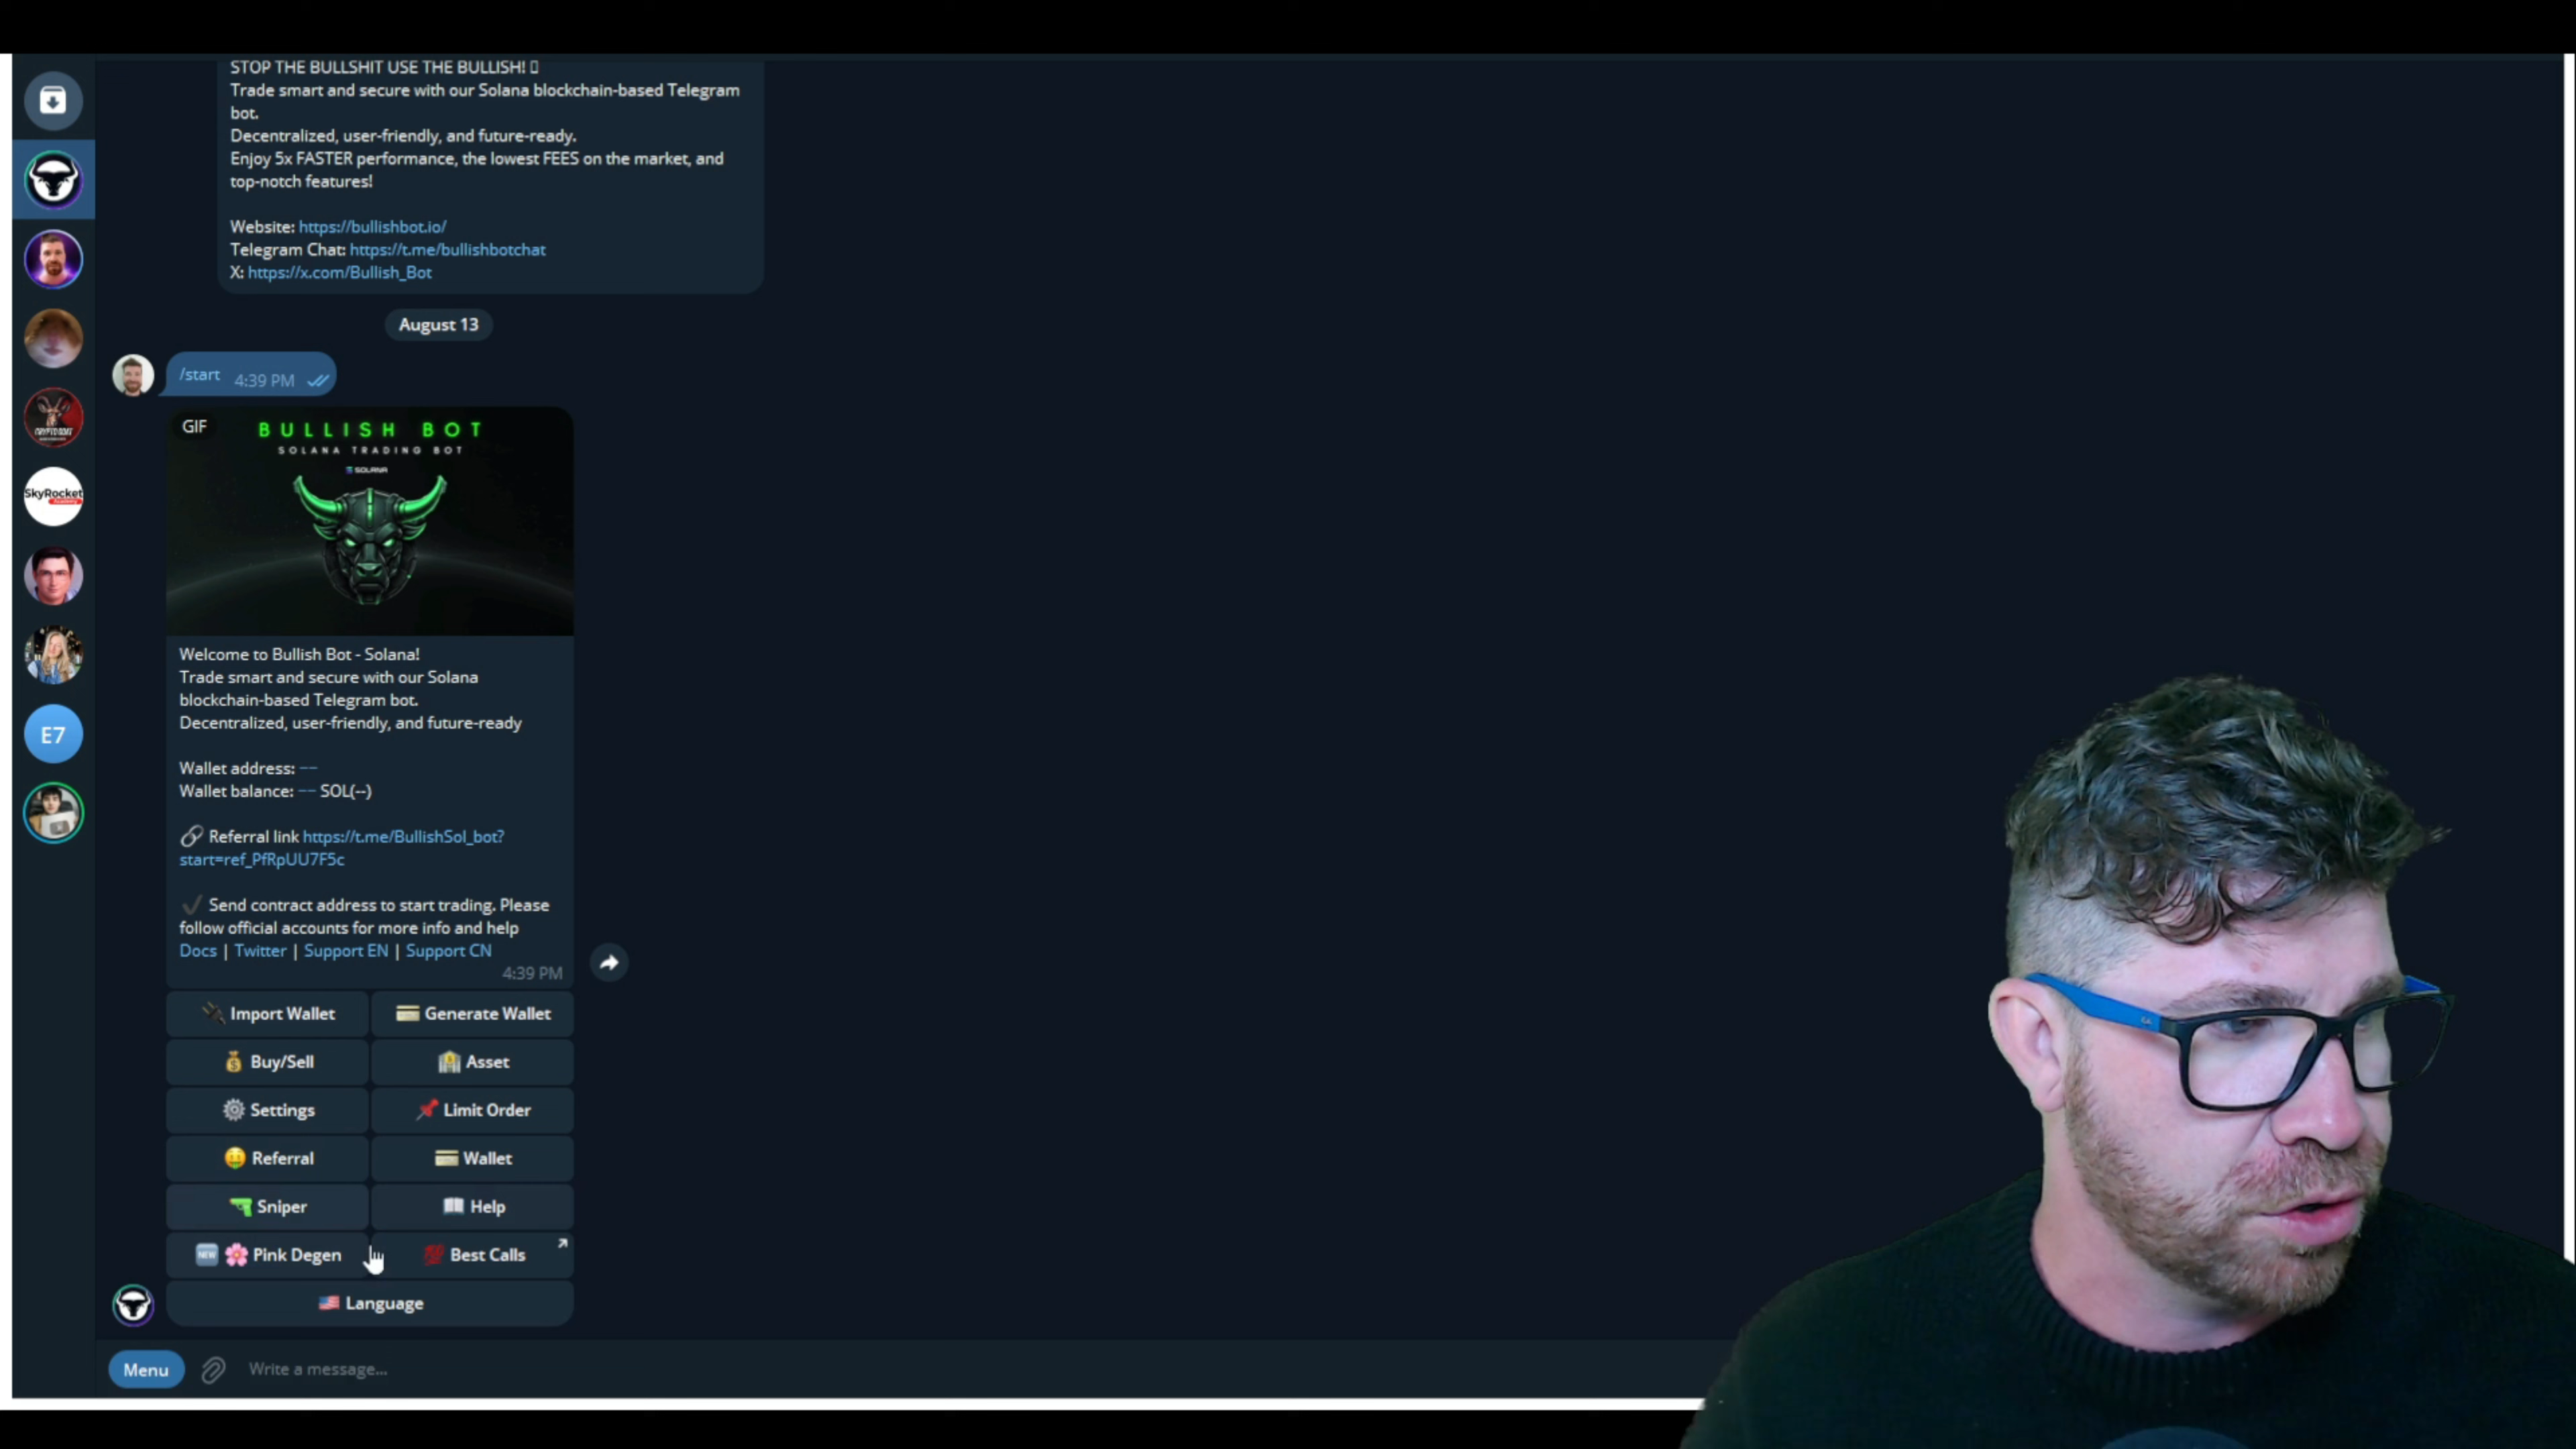 STOP THE BULLSHIT USE THE BULLISH!
Trade smart and secure with our Solana blockchain-based Telegram
bot.
Decentralized, user-friendly, and future-ready.
Enjoy 5x FASTER performance, the lowest FEES on the market, and
top-notch features!
Website: https://bullishbot.io/
Telegram Chat: https://t.me/bullishbotchat
X: https://x.com/Bullish_Bot
August 13
/start 4:39 PM
GIF
BULLISH BOT
SOLANA TRADING BOT
SOLANA
CRYPTO GOAT
SkyRocket
Academy
Welcome to Bullish Bot - Solana!
Trade smart and secure with our Solana
blockchain-based Telegram bot.
Decentralized, user-friendly, and future-ready
E7
Wallet address: --
Wallet balance: -- SOL(--)
Referral link https://t.me/BullishSol_bot?
start=ref_PfRpUU7F5c
Send contract address to start trading. Please
follow official accounts for more info and help
Docs | Twitter | Support EN | Support CN
4:39 PM
Import Wallet
Generate Wallet
Buy/Sell
Asset
Settings
Limit Order
Referral
Wallet
Sniper
Help
NEW Pink Degen
100 Best Calls
Language
Menu
Write a message...